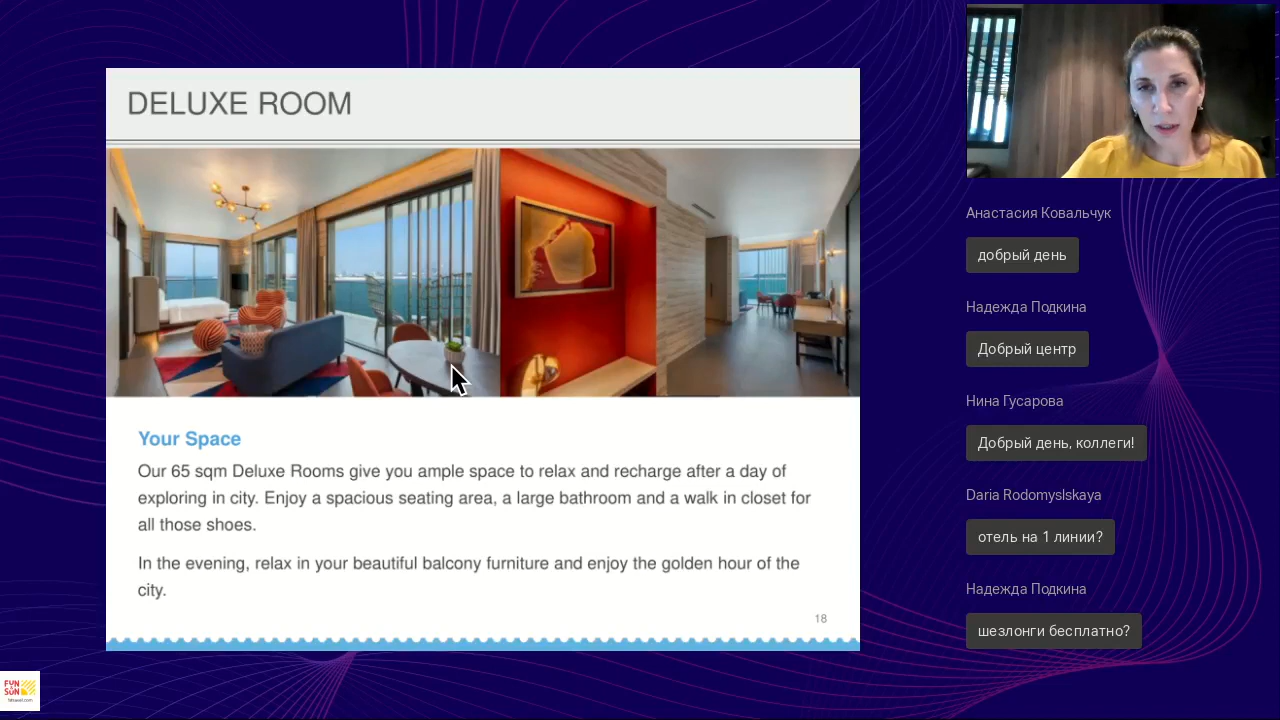 DELUXE ROOM
Your Space
Our 65 sqm Deluxe Rooms give you ample space to relax and recharge after a day of
exploring in city. Enjoy a spacious seating area, a large bathroom and a walk in closet for
all those shoes.
In the evening, relax in your beautiful balcony furniture and enjoy the golden hour of the
city.
18
Анастасия Ковальчук
добрый день
Надежда Подкина
Добрый центр
Нина Гусарова
Добрый день, коллеги!
Daria Rodomyslskaya
отель на 1 линии?
Надежда Подкина
шезлонги бесплатно?
FUN
SUN